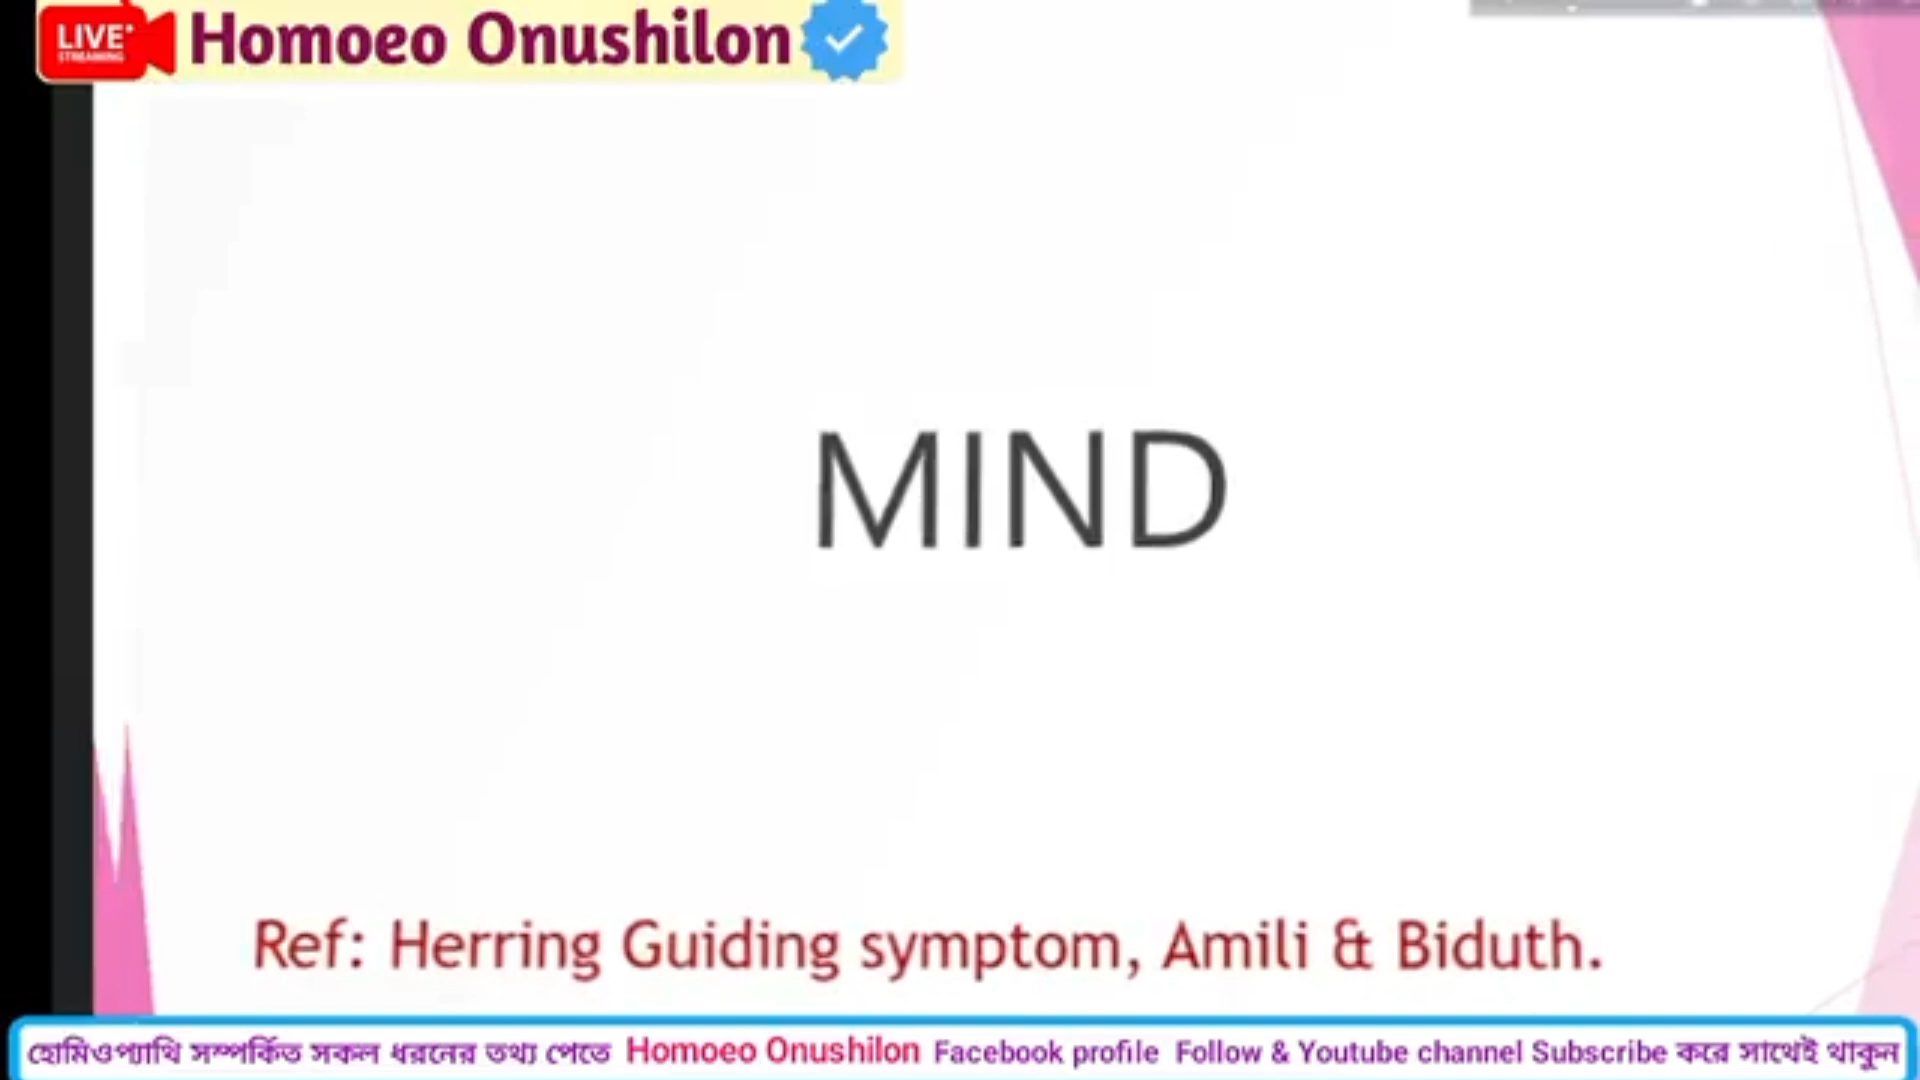 LIVE
STREAMING
Homoeo Onushilon
MIND
Ref: Herring Guiding symptom, Amili & Biduth.
হোমিওপ্যাথি সম্পর্কিত সকল ধরনের তথ্য পেতে Homoeo Onushilon Facebook profile Follow & Youtube channel Subscribe করে সাথেই থাকুন